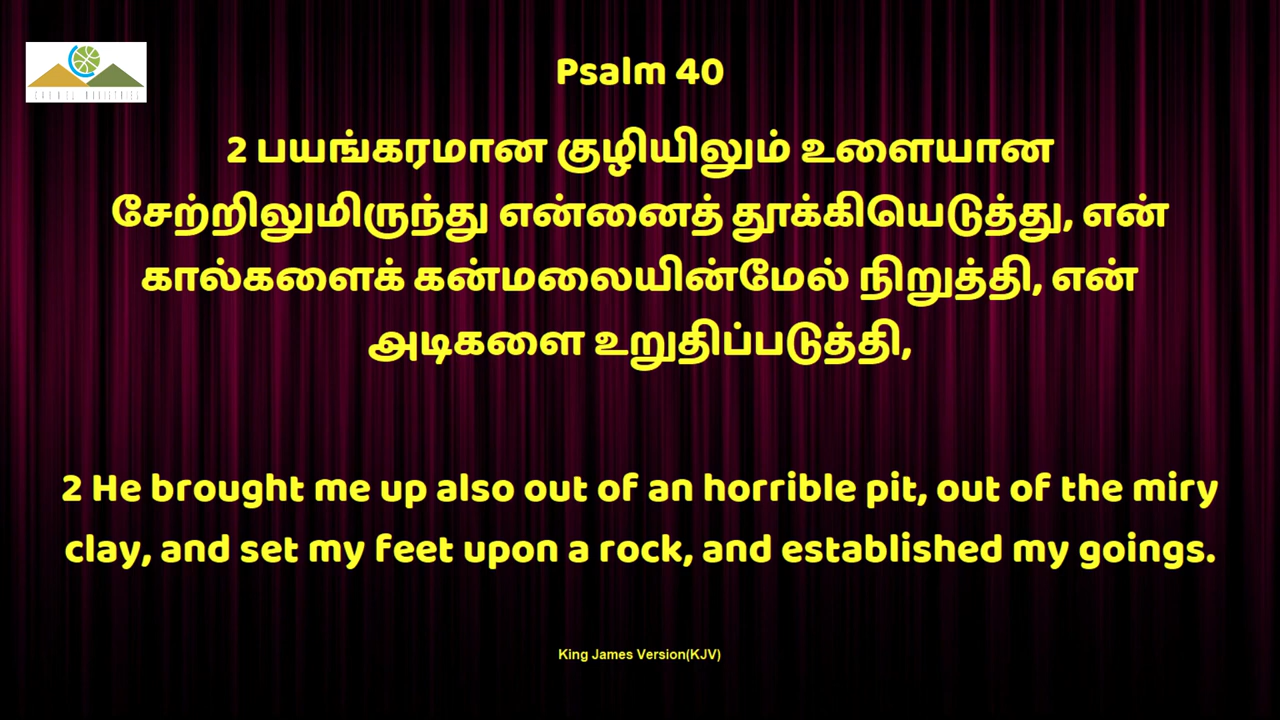 Psalm 40
2 பயங்கரமான குழியிலும் உளையான
சேற்றிலுமிருந்து என்னைத் தூக்கியெடுத்து, என்
கால்களைக் கன்மலையின்மேல் நிறுத்தி, என்
அடிகளை உறுதிப்படுத்தி,
2 He brought me up also out of an horrible pit, out of the miry
clay, and set my feet upon a rock, and established my goings.
King James Version(KJV)